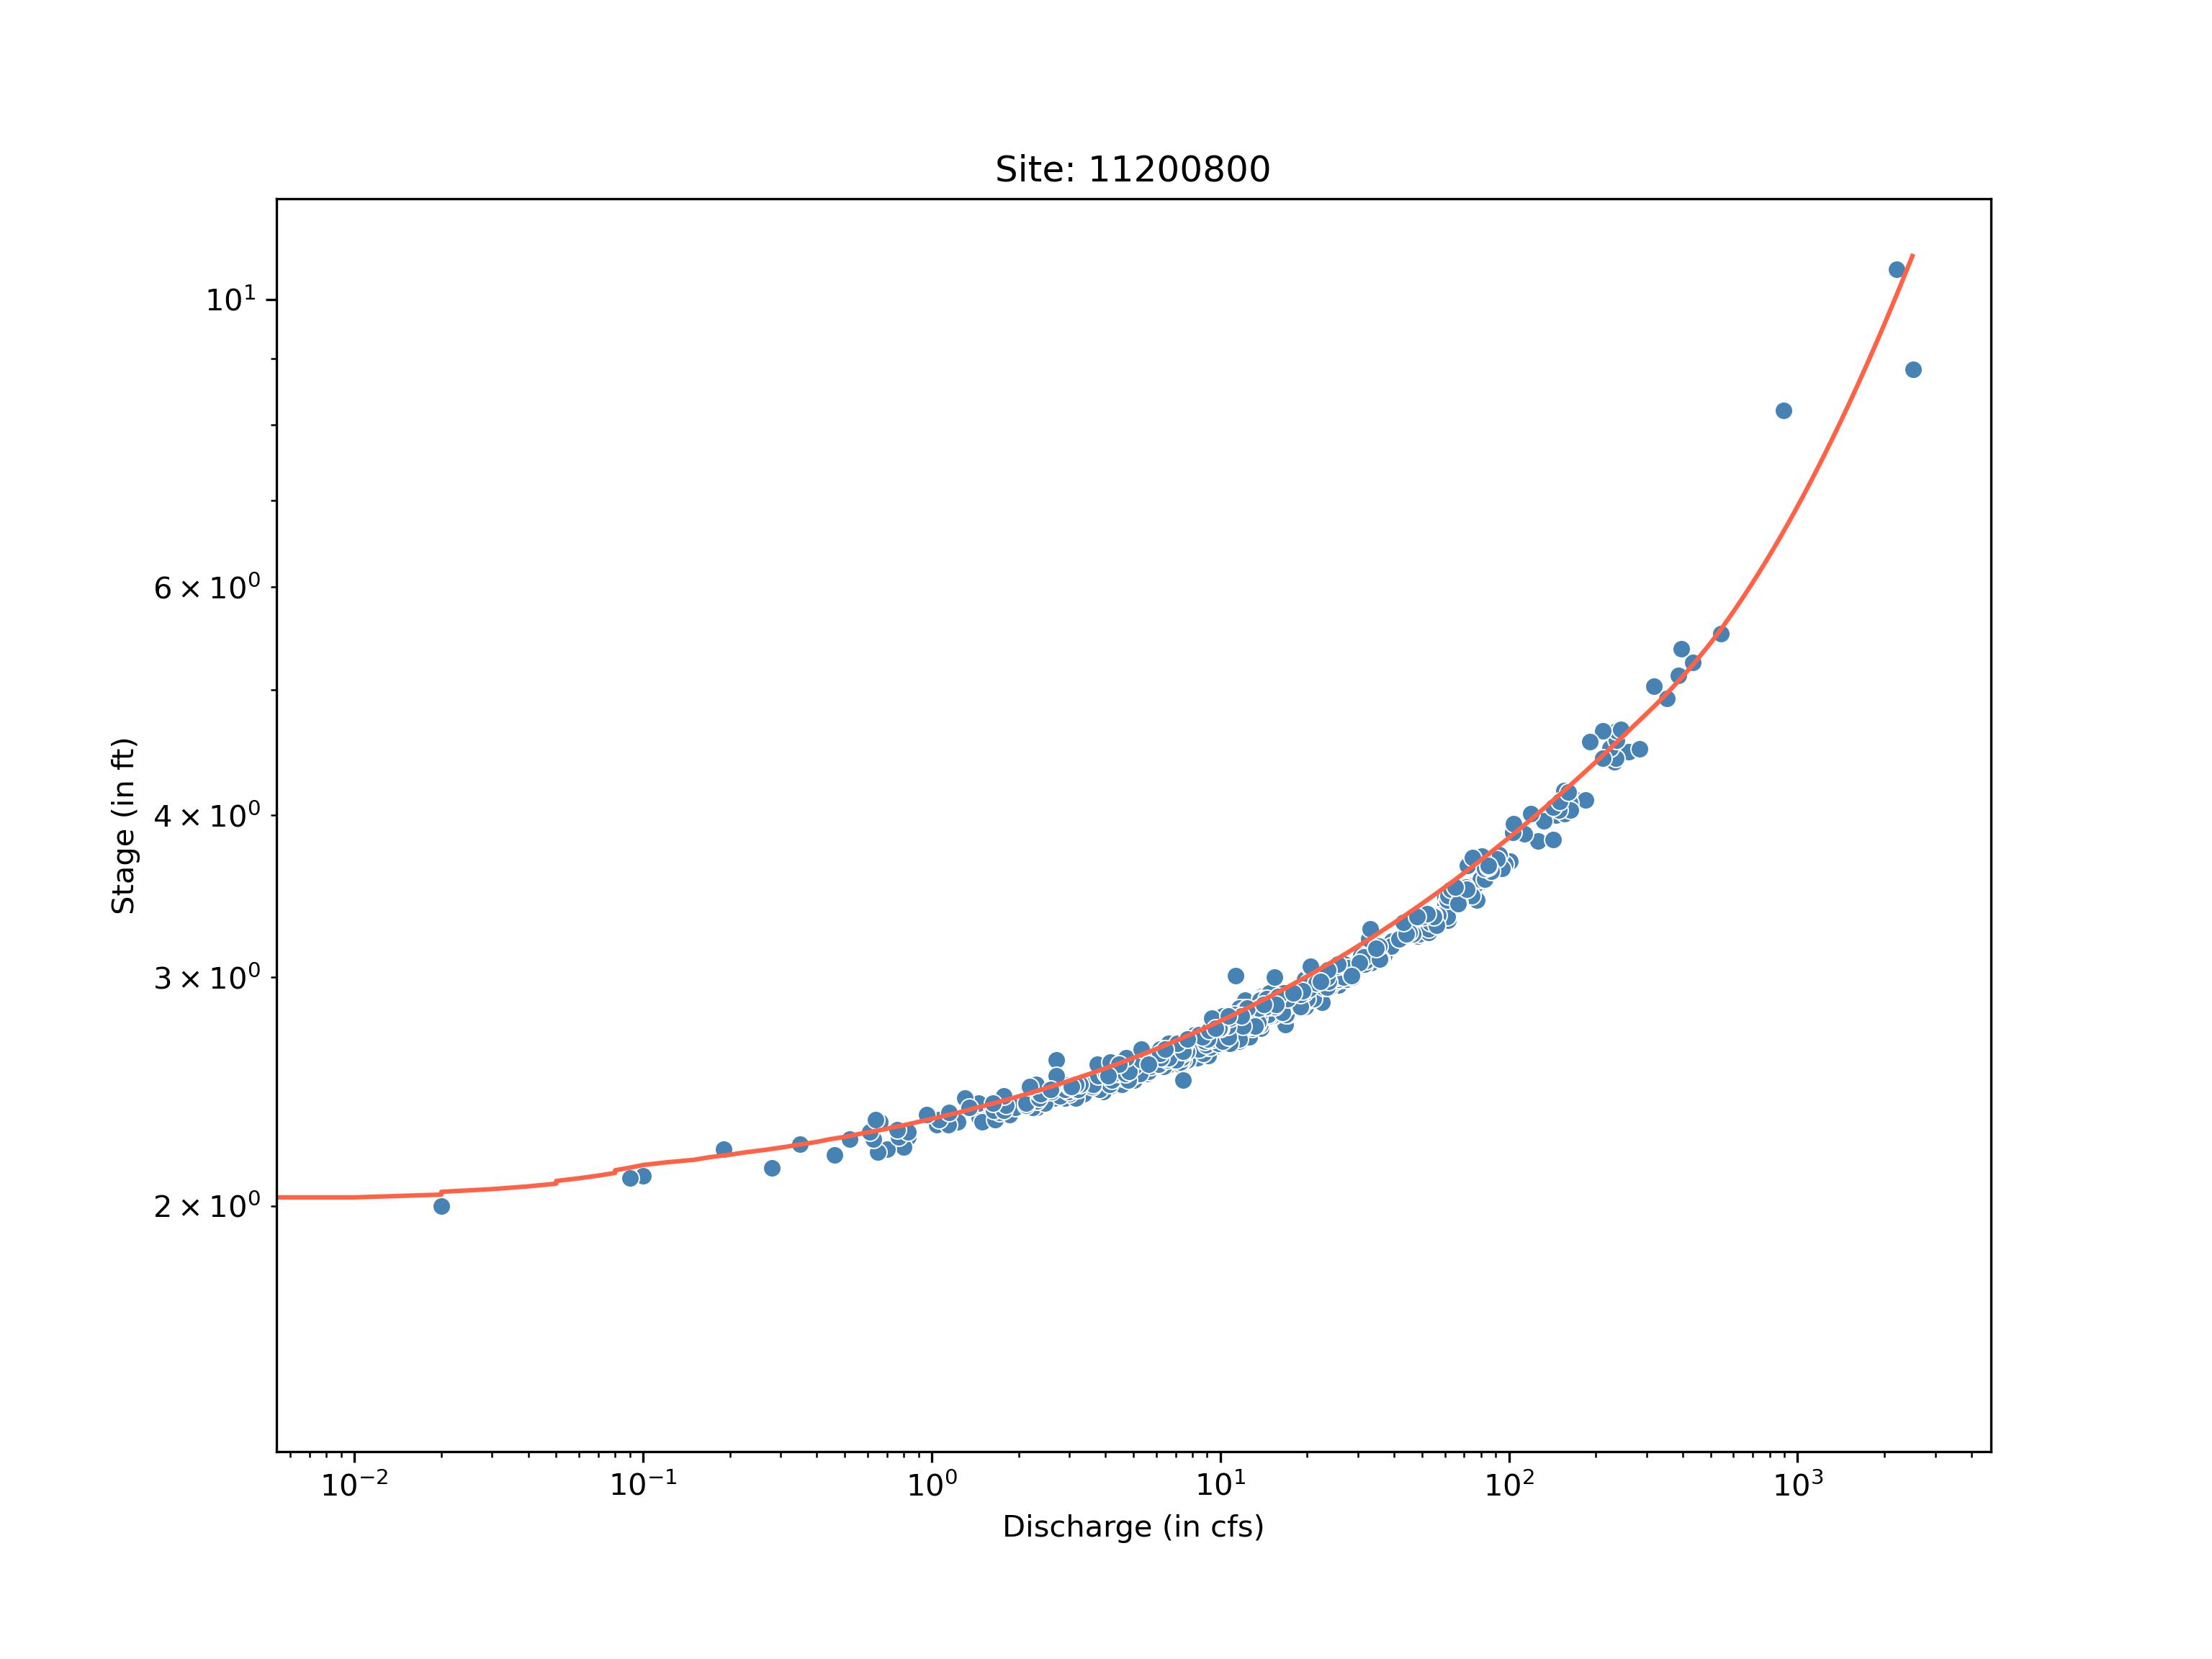 Site: 11200800
10¹
6 × 10⁰
4 × 10⁰
3 × 10⁰
2 × 10⁰
Stage (in ft)
10⁻² 10⁻¹ 10⁰ 10¹ 10² 10³
Discharge (in cfs)